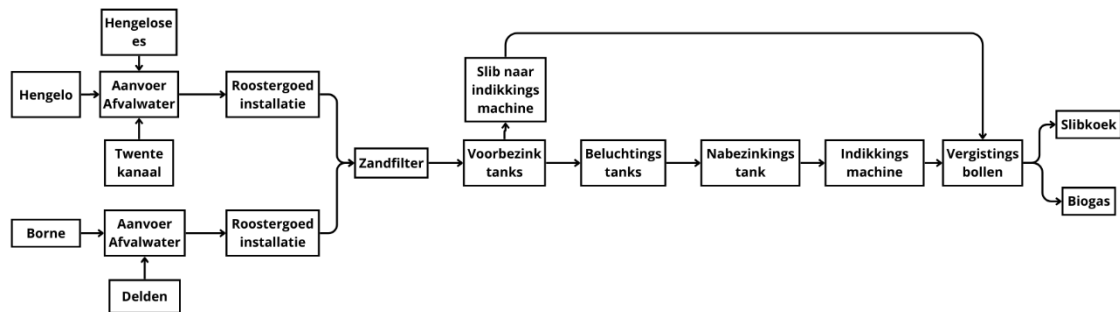 Hengelose
es
Hengelo
Aanvoer
Afvalwater
Roostergoed
installatie
Twente
kanaal
Borne
Aanvoer
Afvalwater
Roostergoed
installatie
Delden
Zandfilter
Slib naar
indikkings
machine
Voorbezink
tanks
Beluchtings
tanks
Nabezinkings
tank
Indikkings
machine
Vergistings
bollen
Slibkoek
Biogas